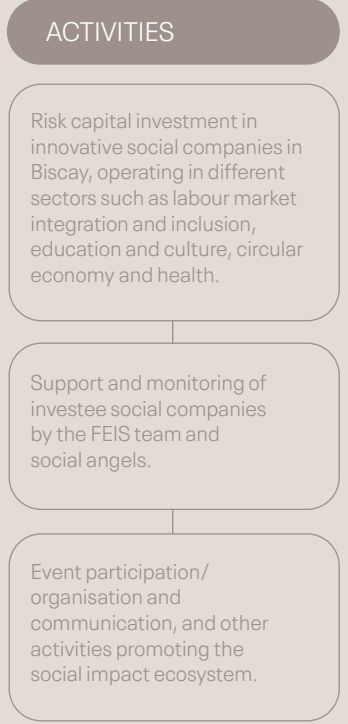 ACTIVITIES
Risk capital investment in
innovative social companies in
Biscay, operating in different
sectors such as labour market
integration and inclusion,
education and culture, circular
economy and health.
Support and monitoring of
investee social companies
by the FEIS team and
social angels.
Event participation/
organisation and
communication, and other
activities promoting the
social impact ecosystem.